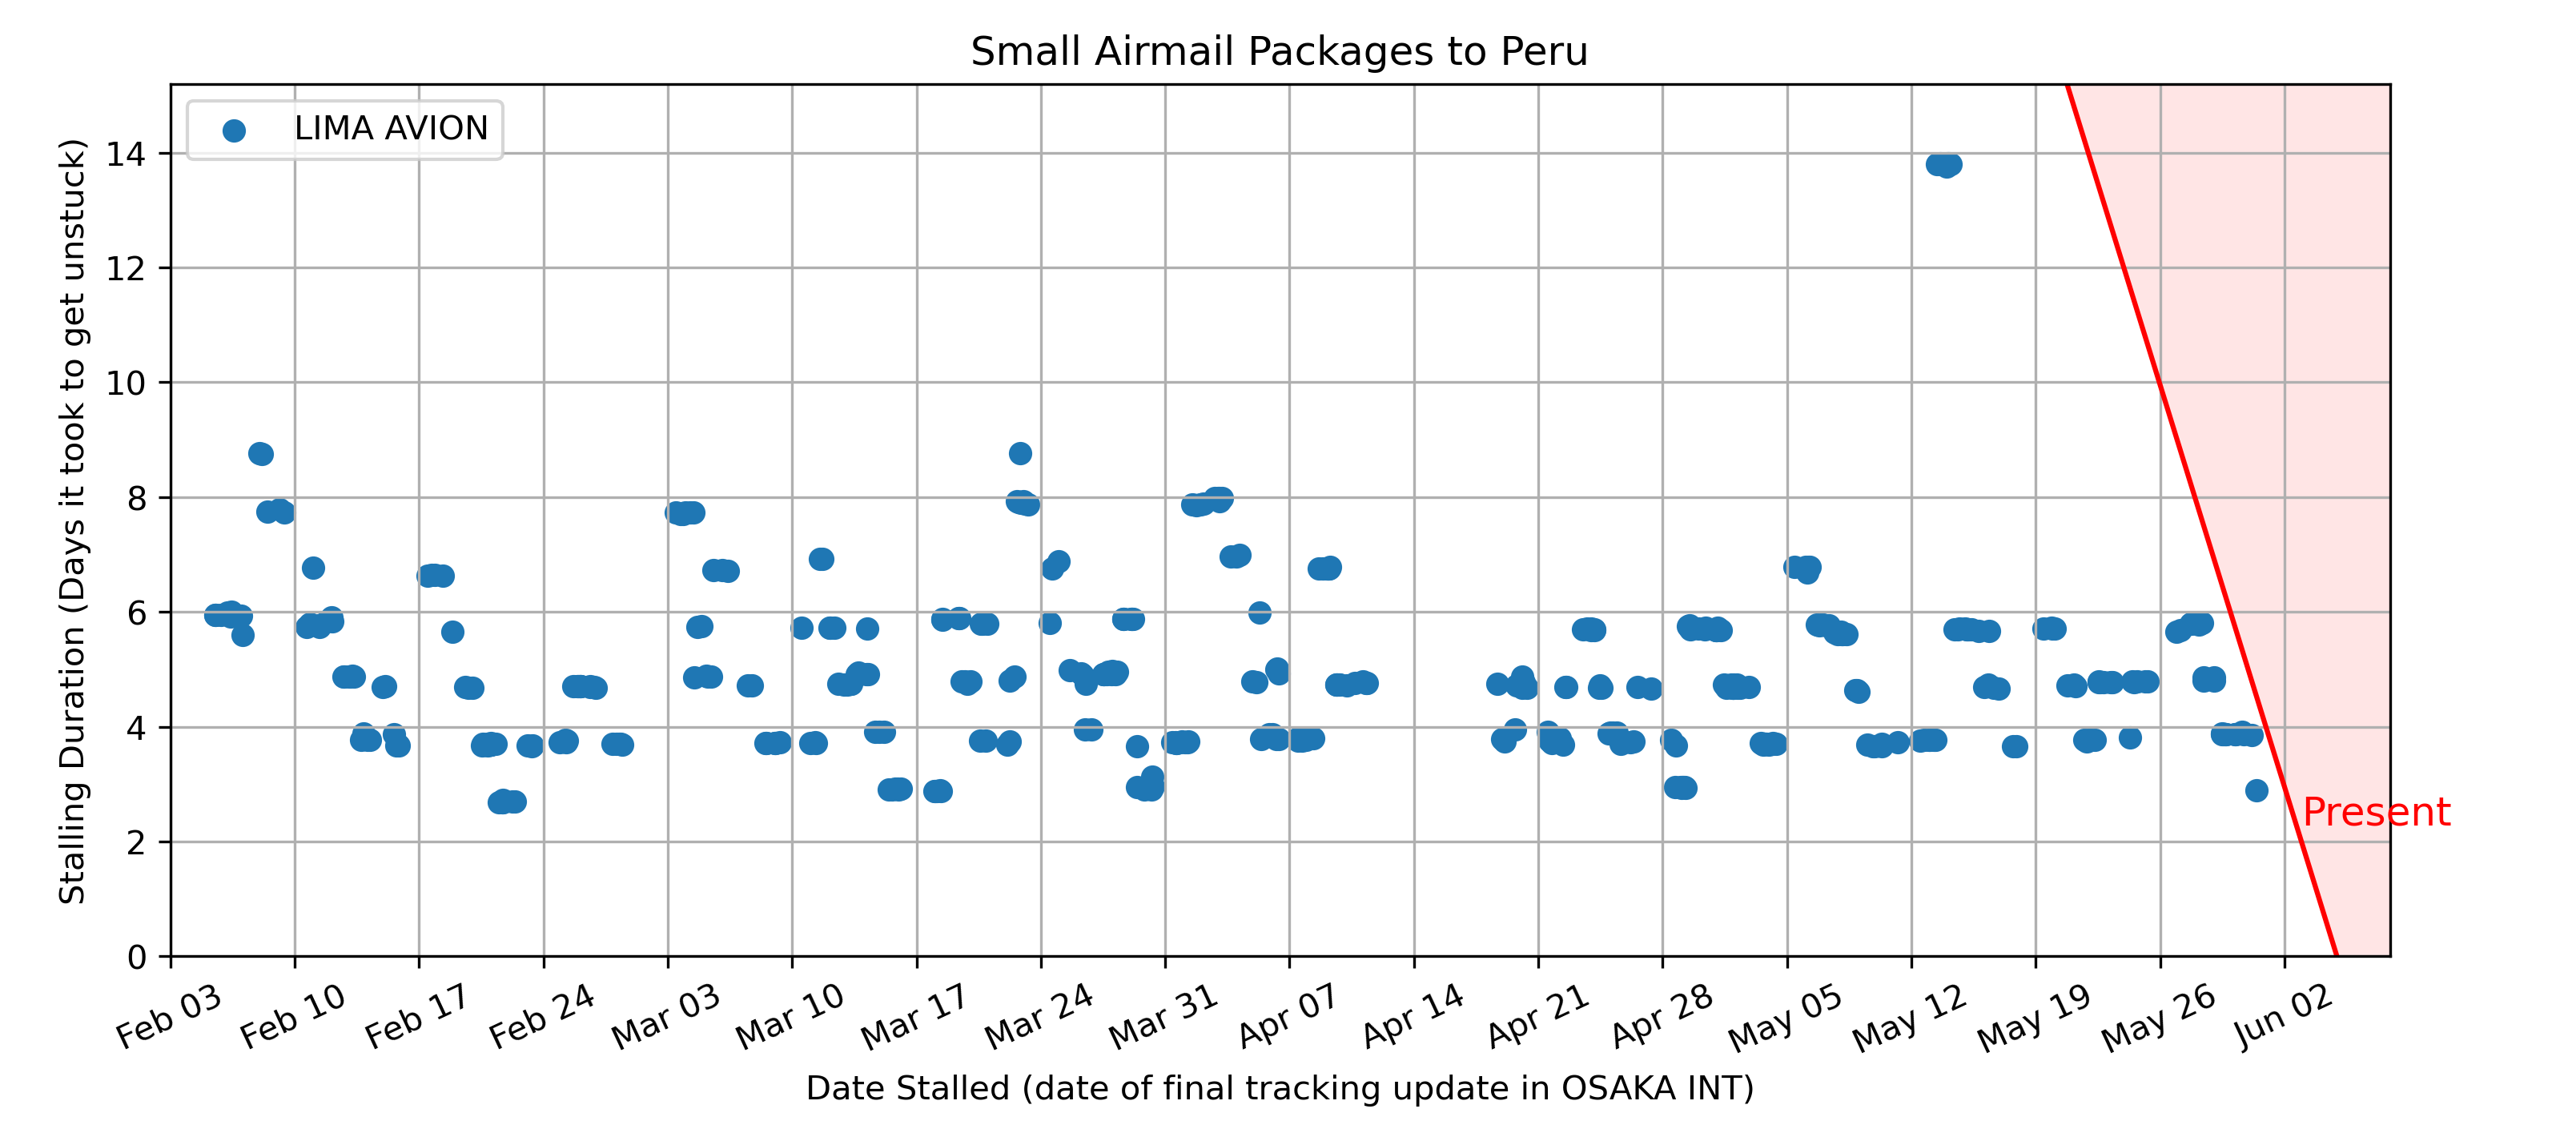 Small Airmail Packages to Peru
LIMA AVION
Stalling Duration (Days it took to get unstuck)
14
12
10
8
6
4
2
0
Present
Feb 03
Feb 10
Feb 17
Feb 24
Mar 03
Mar 10
Mar 17
Mar 24
Mar 31
Apr 07
Apr 14
Apr 21
Apr 28
May 05
May 12
May 19
May 26
Jun 02
Date Stalled (date of final tracking update in OSAKA INT)